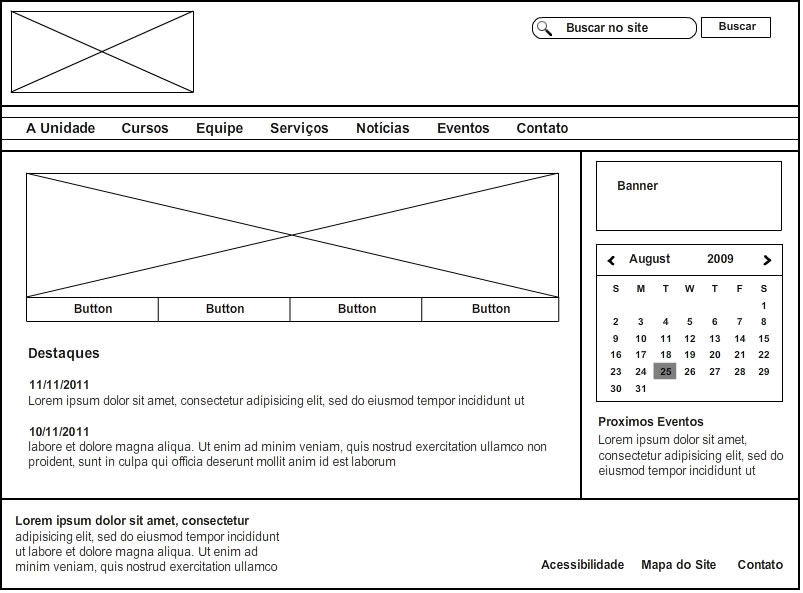 Buscar no site
Buscar
A Unidade Cursos Equipe Serviços Notícias Eventos Contato
Button Button Button Button
Destaques
11/11/2011
Lorem ipsum dolor sit amet, consectetur adipisicing elit, sed do eiusmod tempor incididunt ut
10/11/2011
labore et dolore magna aliqua. Ut enim ad minim veniam, quis nostrud exercitation ullamco non
proident, sunt in culpa qui officia deserunt mollit anim id est laborum
Banner
August 2009
S M T W T F S
1
2 3 4 5 6 7 8
9 10 11 12 13 14 15
16 17 18 19 20 21 22
23 24 25 26 27 28 29
30 31
Proximos Eventos
Lorem ipsum dolor sit amet,
consectetur adipisicing elit, sed do
eiusmod tempor incididunt ut
Lorem ipsum dolor sit amet, consectetur
adipisicing elit, sed do eiusmod tempor incididunt
ut labore et dolore magna aliqua. Ut enim ad
minim veniam, quis nostrud exercitation ullamco
Acessibilidade Mapa do Site Contato